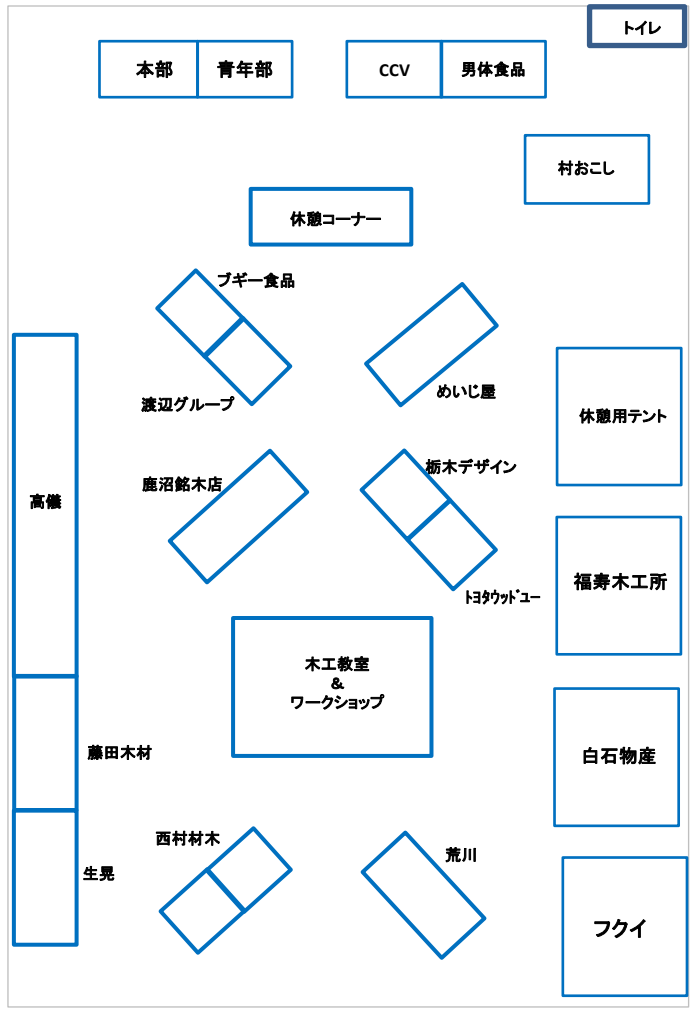 トイレ
本部
青年部
CCV
男体食品
村おこし
休憩コーナー
ブギー食品
渡辺グループ
めいじ屋
休憩用テント
鹿沼銘木店
栃木デザイン
高儀
ﾄﾖﾀｳｯﾄﾞﾕｰ
福寿木工所
木工教室
&
ワークショップ
藤田木材
白石物産
西村材木
荒川
生晃
フクイ